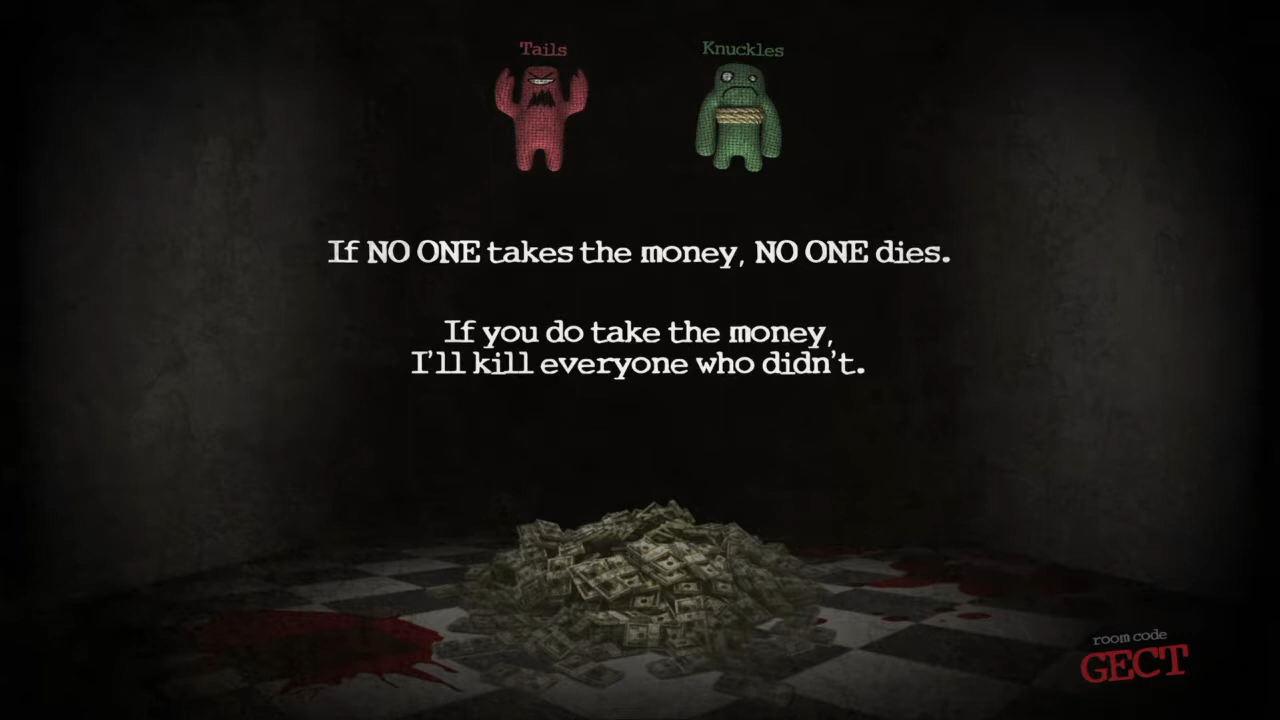 Tails
Knuckles
If NO ONE takes the money, NO ONE dies.
If you do take the money,
I'll kill everyone who didn't.
room code
GECT